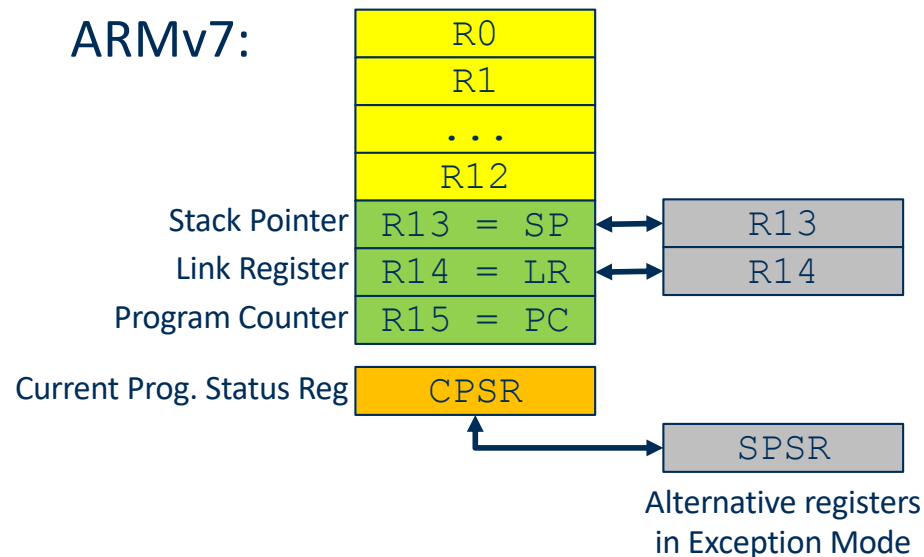 ARMv7:
R0
R1
...
R12
Stack Pointer R13 = SP R13
Link Register R14 = LR R14
Program Counter R15 = PC
Current Prog. Status Reg CPSR
SPSR
Alternative registers
in Exception Mode